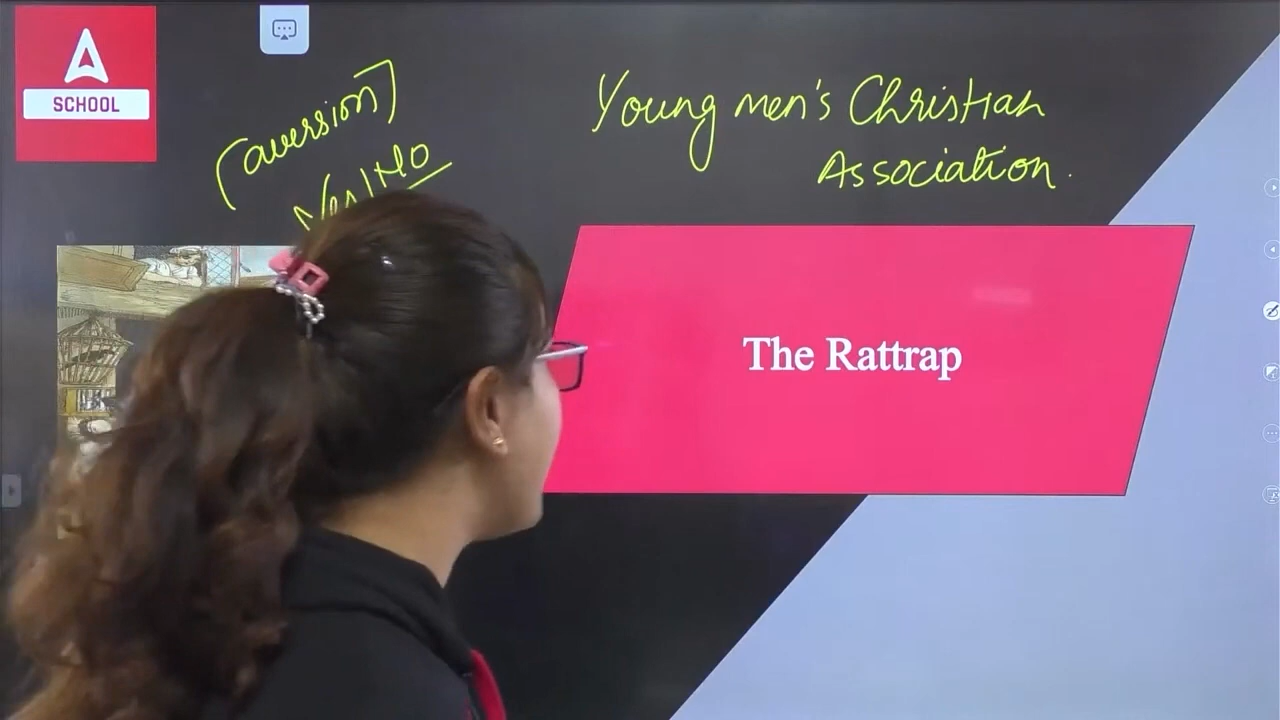 SCHOOL
(aversion)
Young men's Christian
Association.
The Rattrap